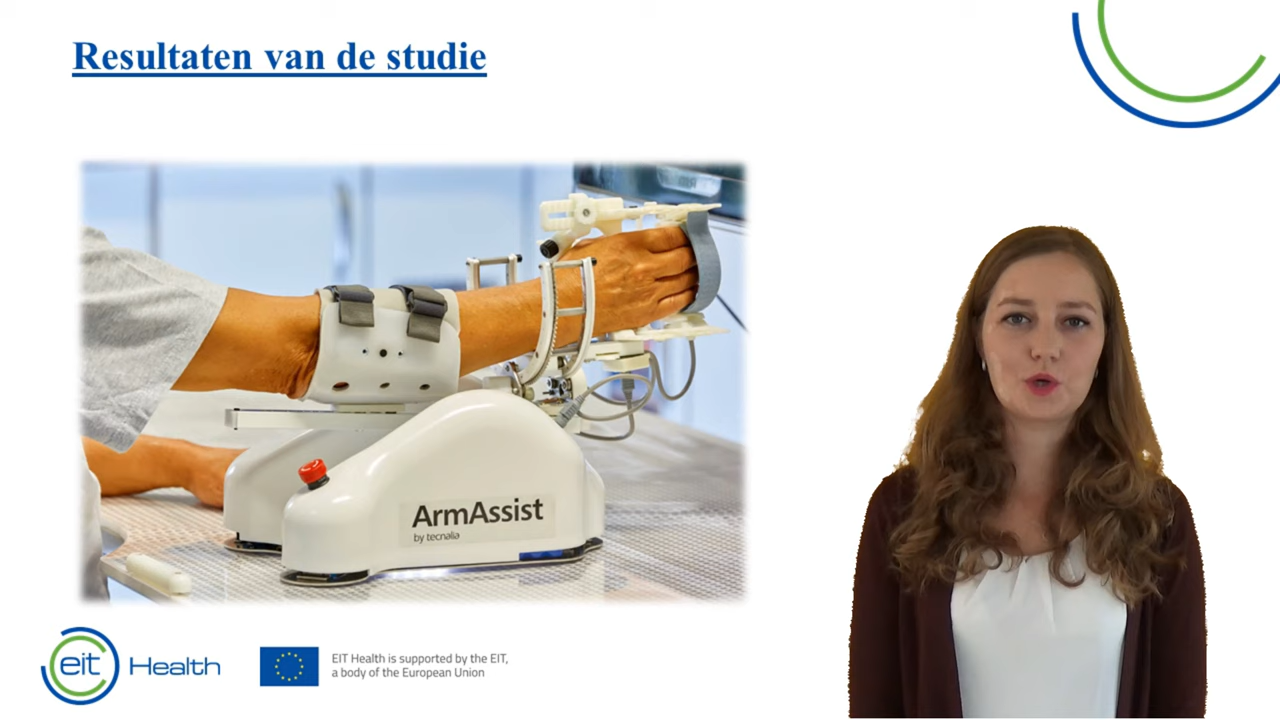 Resultaten van de studie
ArmAssist
by tecnalia
eit Health
EIT Health is supported by the EIT,
a body of the European Union